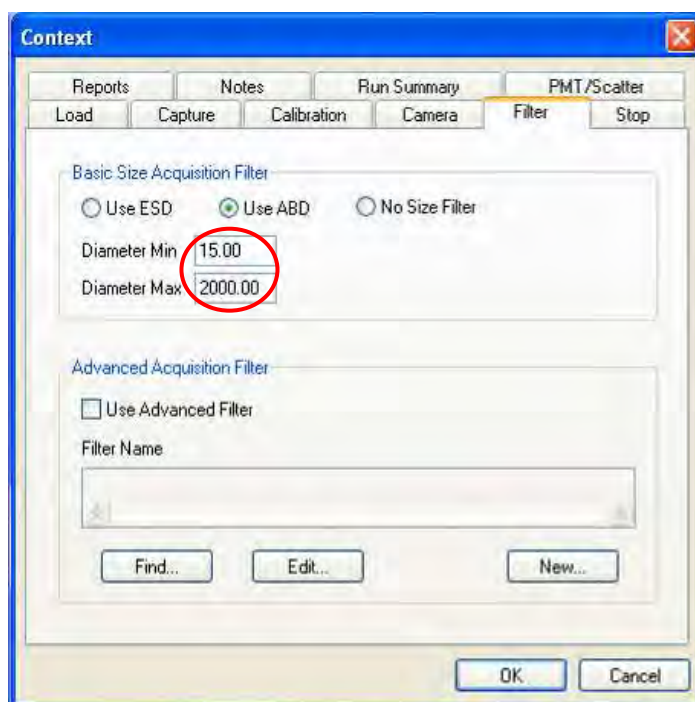 Context
Reports Notes Run Summary PMT/Scatter
Load Capture Calibration Camera Filter Stop
Basic Size Acquisition Filter
Use ESD Use ABD No Size Filter
Diameter Min 15.00
Diameter Max 2000.00
Advanced Acquisition Filter
Use Advanced Filter
Filter Name
Find... Edit... New...
OK Cancel